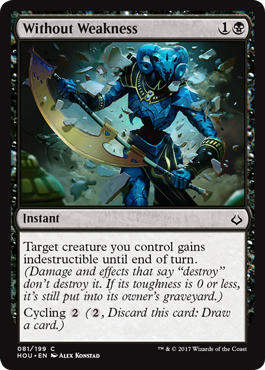 Without Weakness 1
Instant
Target creature you control gains
indestructible until end of turn.
(Damage and effects that say “destroy”
don’t destroy it. If its toughness is 0 or less,
it’s still put into its owner’s graveyard.)
Cycling 2 (2, Discard this card: Draw
a card.)
081/199 C
HOU • EN Alex Konstad
™ & © 2017 Wizards of the Coast